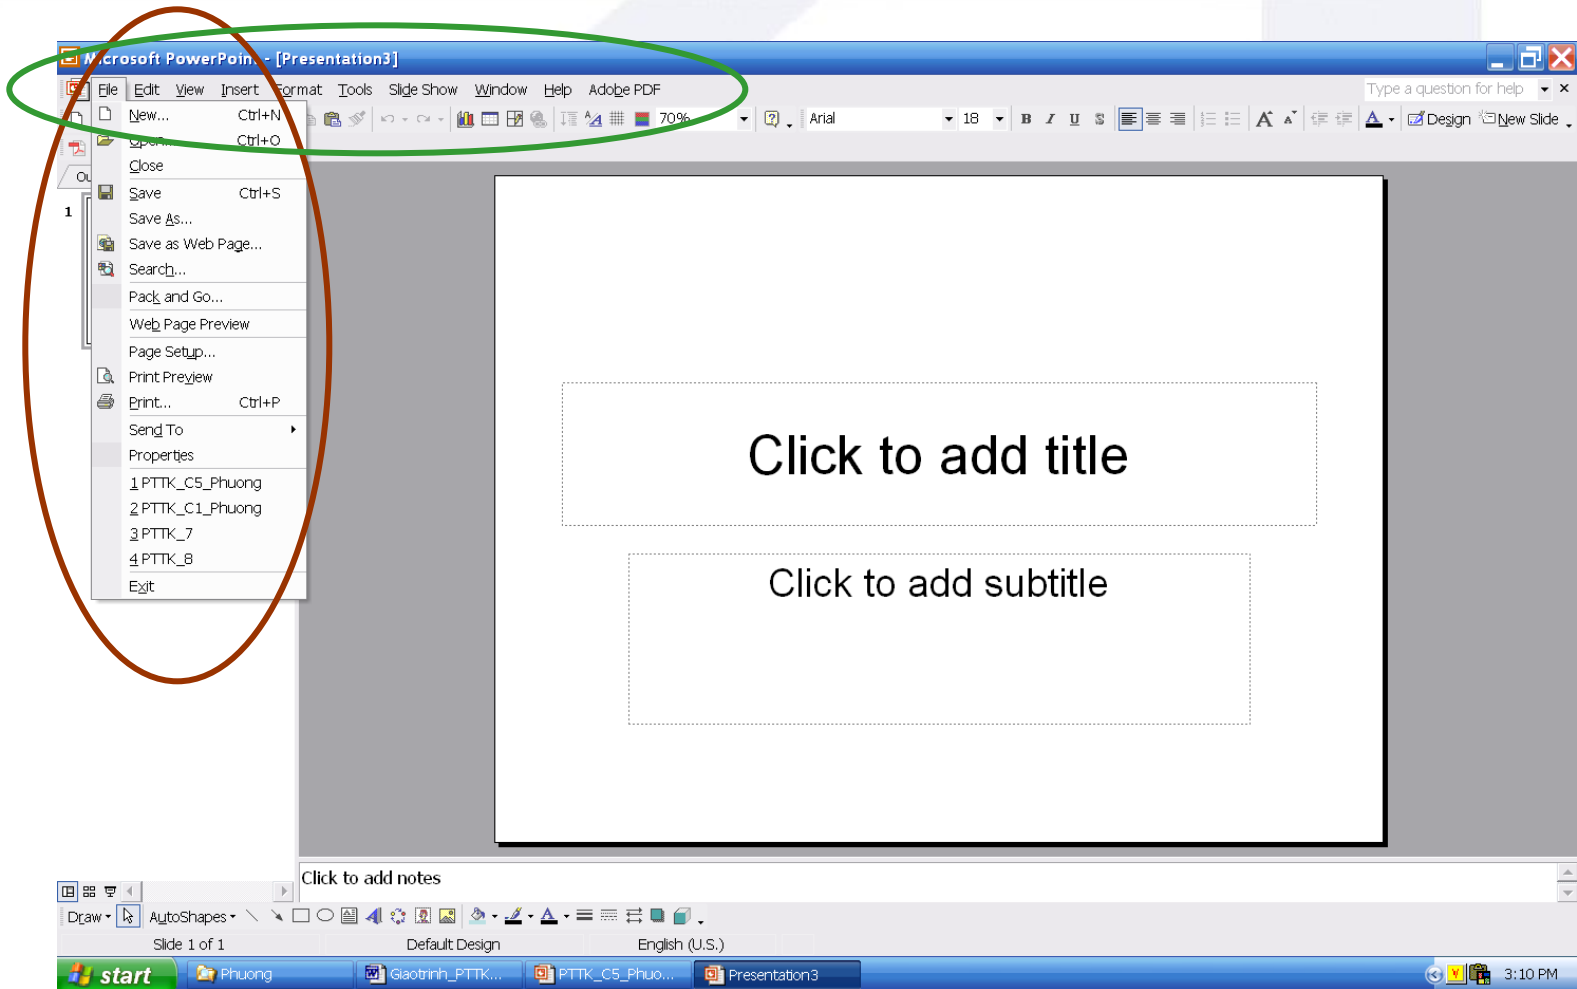 Microsoft PowerPoint - [Presentation3]
File Edit View Insert Format Tools Slide Show Window Help Adobe PDF Type a question for help
70% Arial 18 B I U S A A A Design New Slide
New... Ctrl+N
Open... Ctrl+O
Close
Save Ctrl+S
Save As...
Save as Web Page...
Search...
Pack and Go...
Web Page Preview
Page Setup...
Print Preview
Print... Ctrl+P
Send To
Properties
1 PTTK_C5_Phuong
2 PTTK_C1_Phuong
3 PTTK_7
4 PTTK_8
Exit
1
Click to add title
Click to add subtitle
Click to add notes
Draw AutoShapes
Slide 1 of 1 Default Design English (U.S.)
start Phuong Giaotrinh_PTTK... PTTK_C5_Phuo... Presentation3 3:10 PM